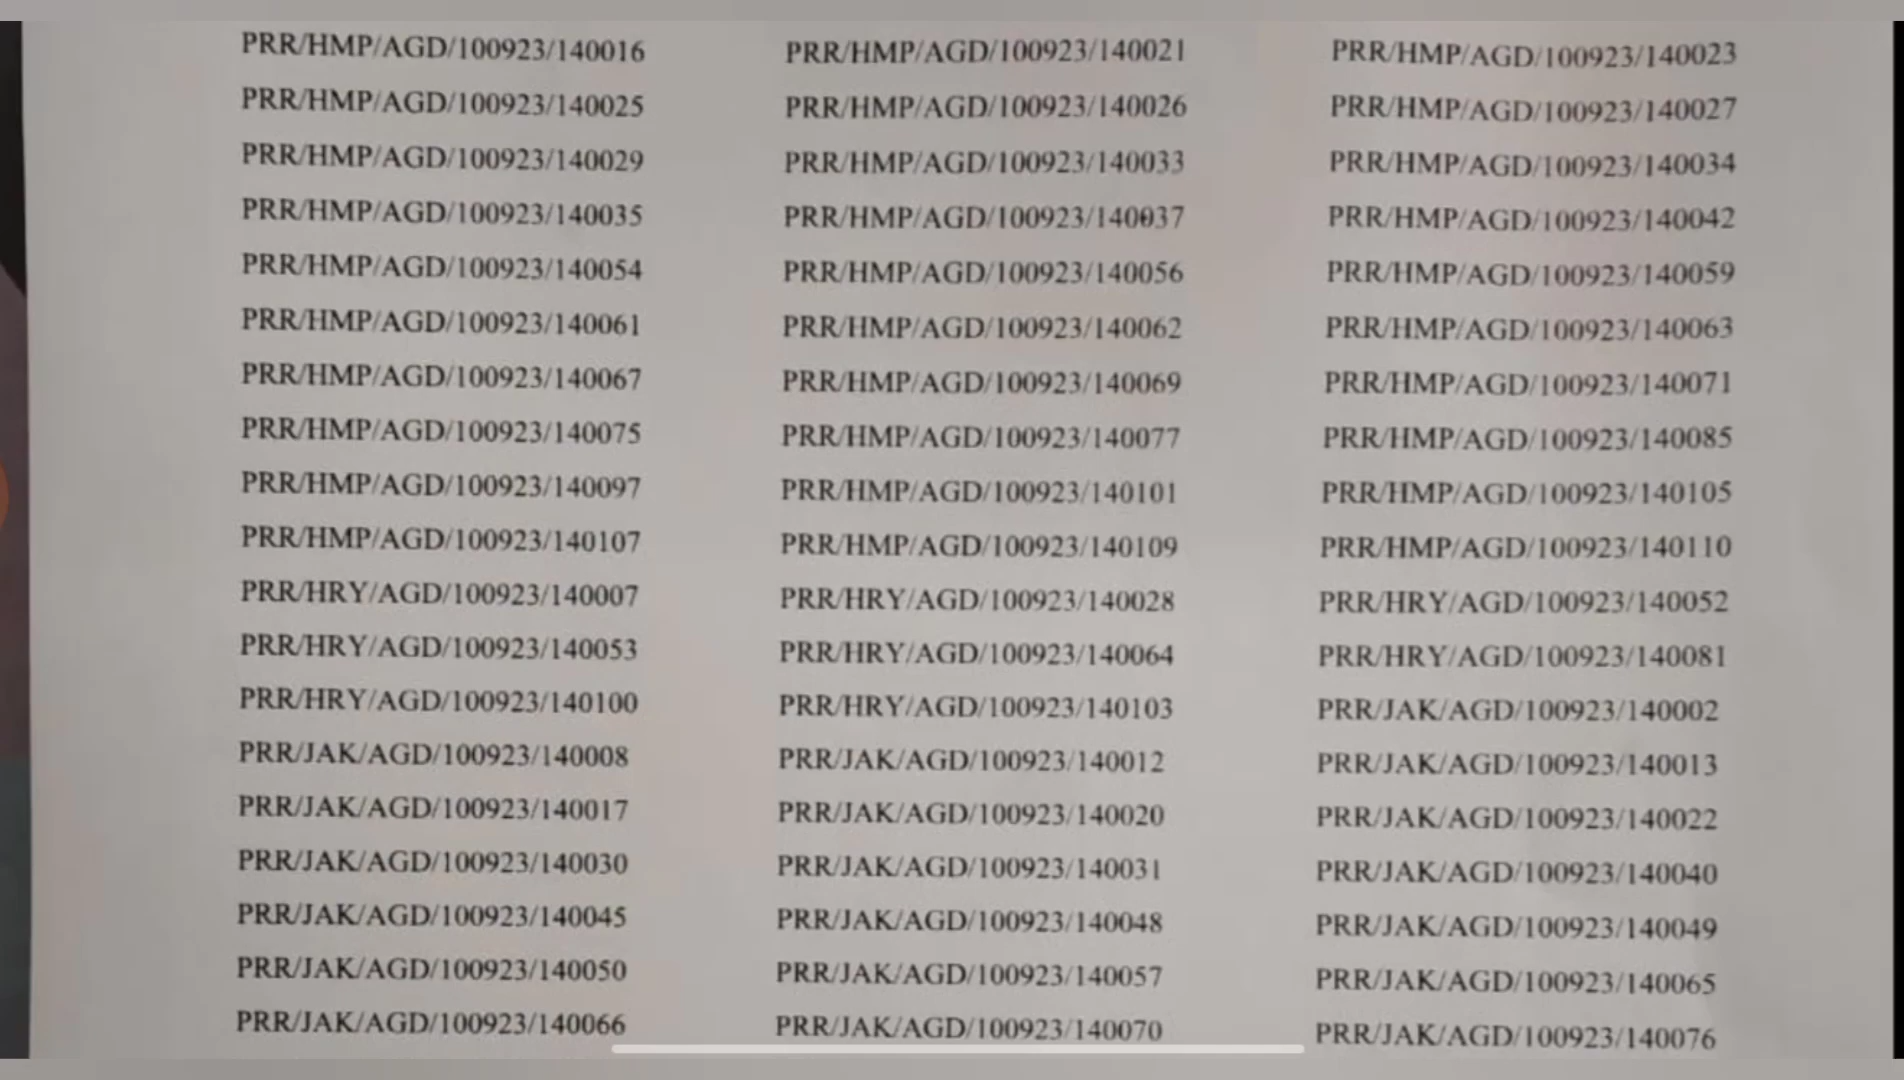 PRR/HMP/AGD/100923/140016 PRR/HMP/AGD/100923/140021 PRR/HMP/AGD/100923/140023
PRR/HMP/AGD/100923/140025 PRR/HMP/AGD/100923/140026 PRR/HMP/AGD/100923/140027
PRR/HMP/AGD/100923/140029 PRR/HMP/AGD/100923/140033 PRR/HMP/AGD/100923/140034
PRR/HMP/AGD/100923/140035 PRR/HMP/AGD/100923/140037 PRR/HMP/AGD/100923/140042
PRR/HMP/AGD/100923/140054 PRR/HMP/AGD/100923/140056 PRR/HMP/AGD/100923/140059
PRR/HMP/AGD/100923/140061 PRR/HMP/AGD/100923/140062 PRR/HMP/AGD/100923/140063
PRR/HMP/AGD/100923/140067 PRR/HMP/AGD/100923/140069 PRR/HMP/AGD/100923/140071
PRR/HMP/AGD/100923/140075 PRR/HMP/AGD/100923/140077 PRR/HMP/AGD/100923/140085
PRR/HMP/AGD/100923/140097 PRR/HMP/AGD/100923/140101 PRR/HMP/AGD/100923/140105
PRR/HMP/AGD/100923/140107 PRR/HMP/AGD/100923/140109 PRR/HMP/AGD/100923/140110
PRR/HRY/AGD/100923/140007 PRR/HRY/AGD/100923/140028 PRR/HRY/AGD/100923/140052
PRR/HRY/AGD/100923/140053 PRR/HRY/AGD/100923/140064 PRR/HRY/AGD/100923/140081
PRR/HRY/AGD/100923/140100 PRR/HRY/AGD/100923/140103 PRR/JAK/AGD/100923/140002
PRR/JAK/AGD/100923/140008 PRR/JAK/AGD/100923/140012 PRR/JAK/AGD/100923/140013
PRR/JAK/AGD/100923/140017 PRR/JAK/AGD/100923/140020 PRR/JAK/AGD/100923/140022
PRR/JAK/AGD/100923/140030 PRR/JAK/AGD/100923/140031 PRR/JAK/AGD/100923/140040
PRR/JAK/AGD/100923/140045 PRR/JAK/AGD/100923/140048 PRR/JAK/AGD/100923/140049
PRR/JAK/AGD/100923/140050 PRR/JAK/AGD/100923/140057 PRR/JAK/AGD/100923/140065
PRR/JAK/AGD/100923/140066 PRR/JAK/AGD/100923/140070 PRR/JAK/AGD/100923/140076